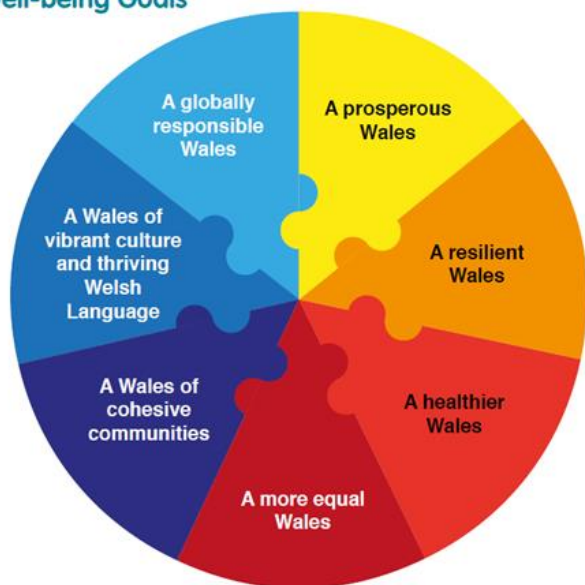 ell-being Goals
A globally
responsible
Wales
A prosperous
Wales
A resilient
Wales
A healthier
Wales
A more equal
Wales
A Wales of
cohesive
communities
A Wales of
vibrant culture
and thriving
Welsh
Language